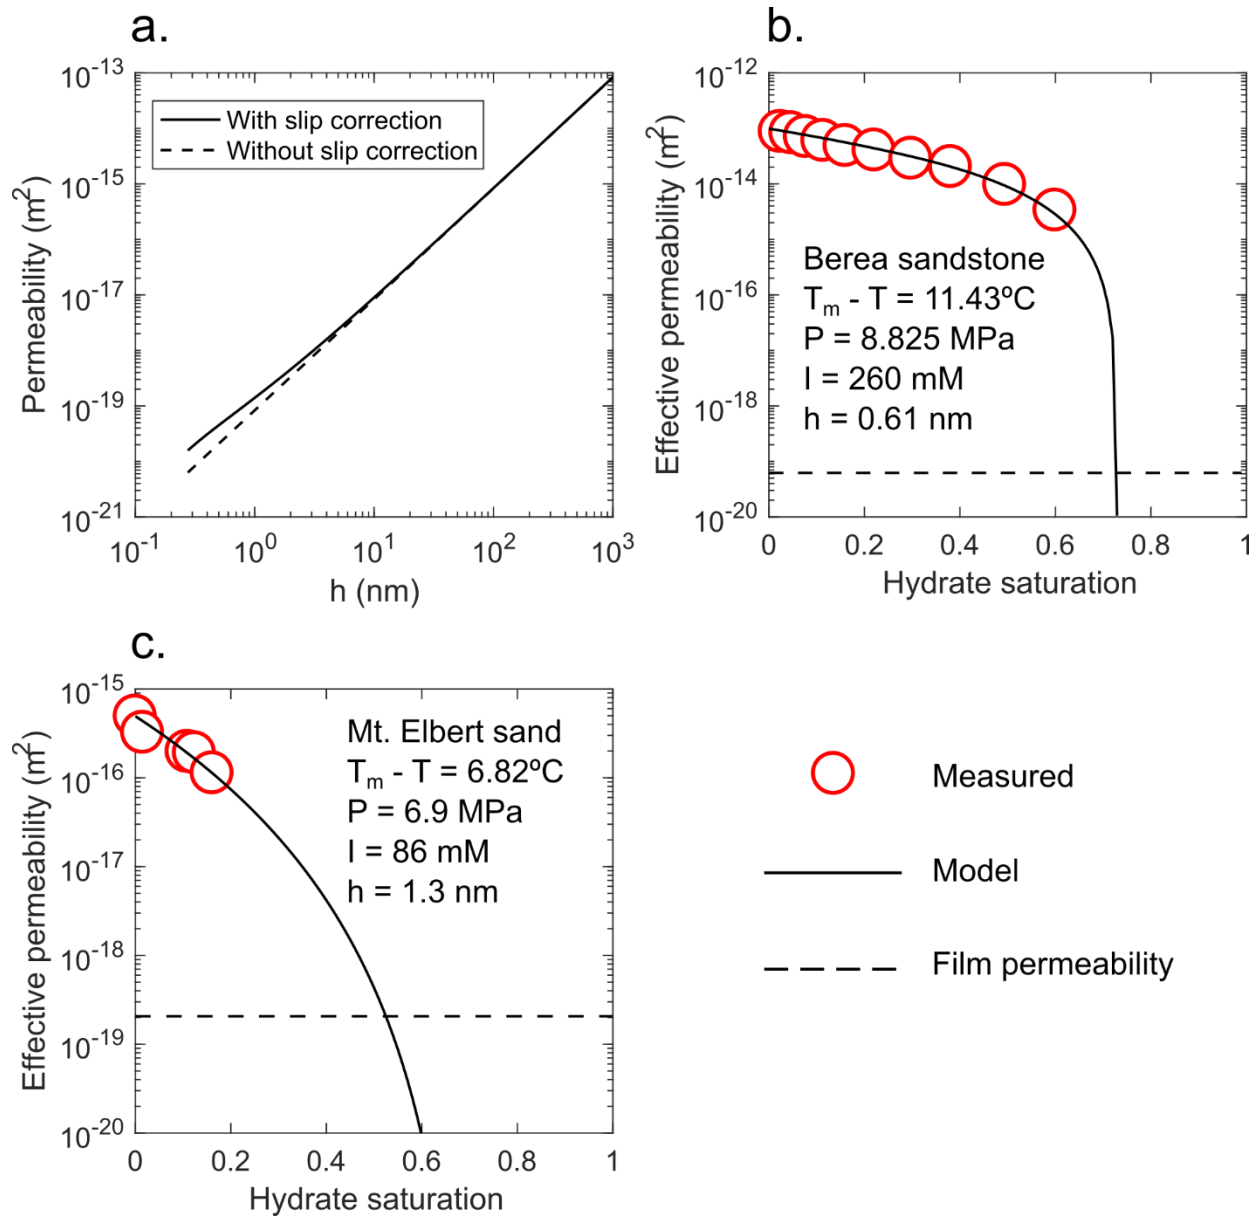 a.
10^-13
10^-15
10^-17
10^-19
10^-21
Permeability (m^2)
With slip correction
Without slip correction
10^-1
10^0
10^1
10^2
10^3
h (nm)
b.
10^-12
10^-14
10^-16
10^-18
10^-20
Effective permeability (m^2)
Berea sandstone
T_m - T = 11.43ºC
P = 8.825 MPa
I = 260 mM
h = 0.61 nm
0
0.2
0.4
0.6
0.8
1
Hydrate saturation
c.
10^-15
10^-16
10^-17
10^-18
10^-19
10^-20
Effective permeability (m^2)
Mt. Elbert sand
T_m - T = 6.82ºC
P = 6.9 MPa
I = 86 mM
h = 1.3 nm
0
0.2
0.4
0.6
0.8
1
Hydrate saturation
Measured
Model
Film permeability